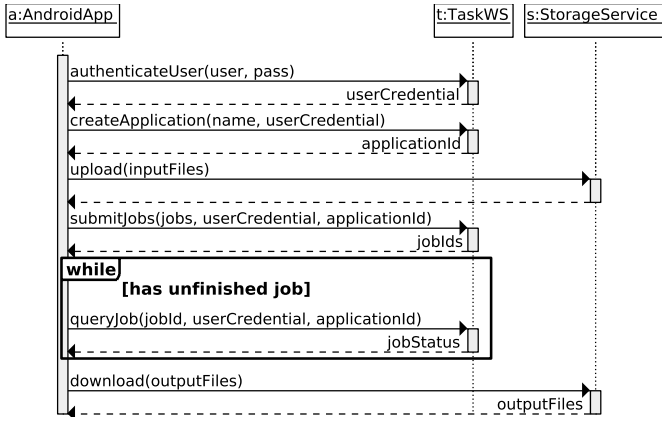 a:AndroidApp
t:TaskWS
s:StorageService
authenticateUser(user, pass)
userCredential
createApplication(name, userCredential)
applicationId
upload(inputFiles)
submitJobs(jobs, userCredential, applicationId)
jobIds
while
[has unfinished job]
queryJob(jobId, userCredential, applicationId)
jobStatus
download(outputFiles)
outputFiles